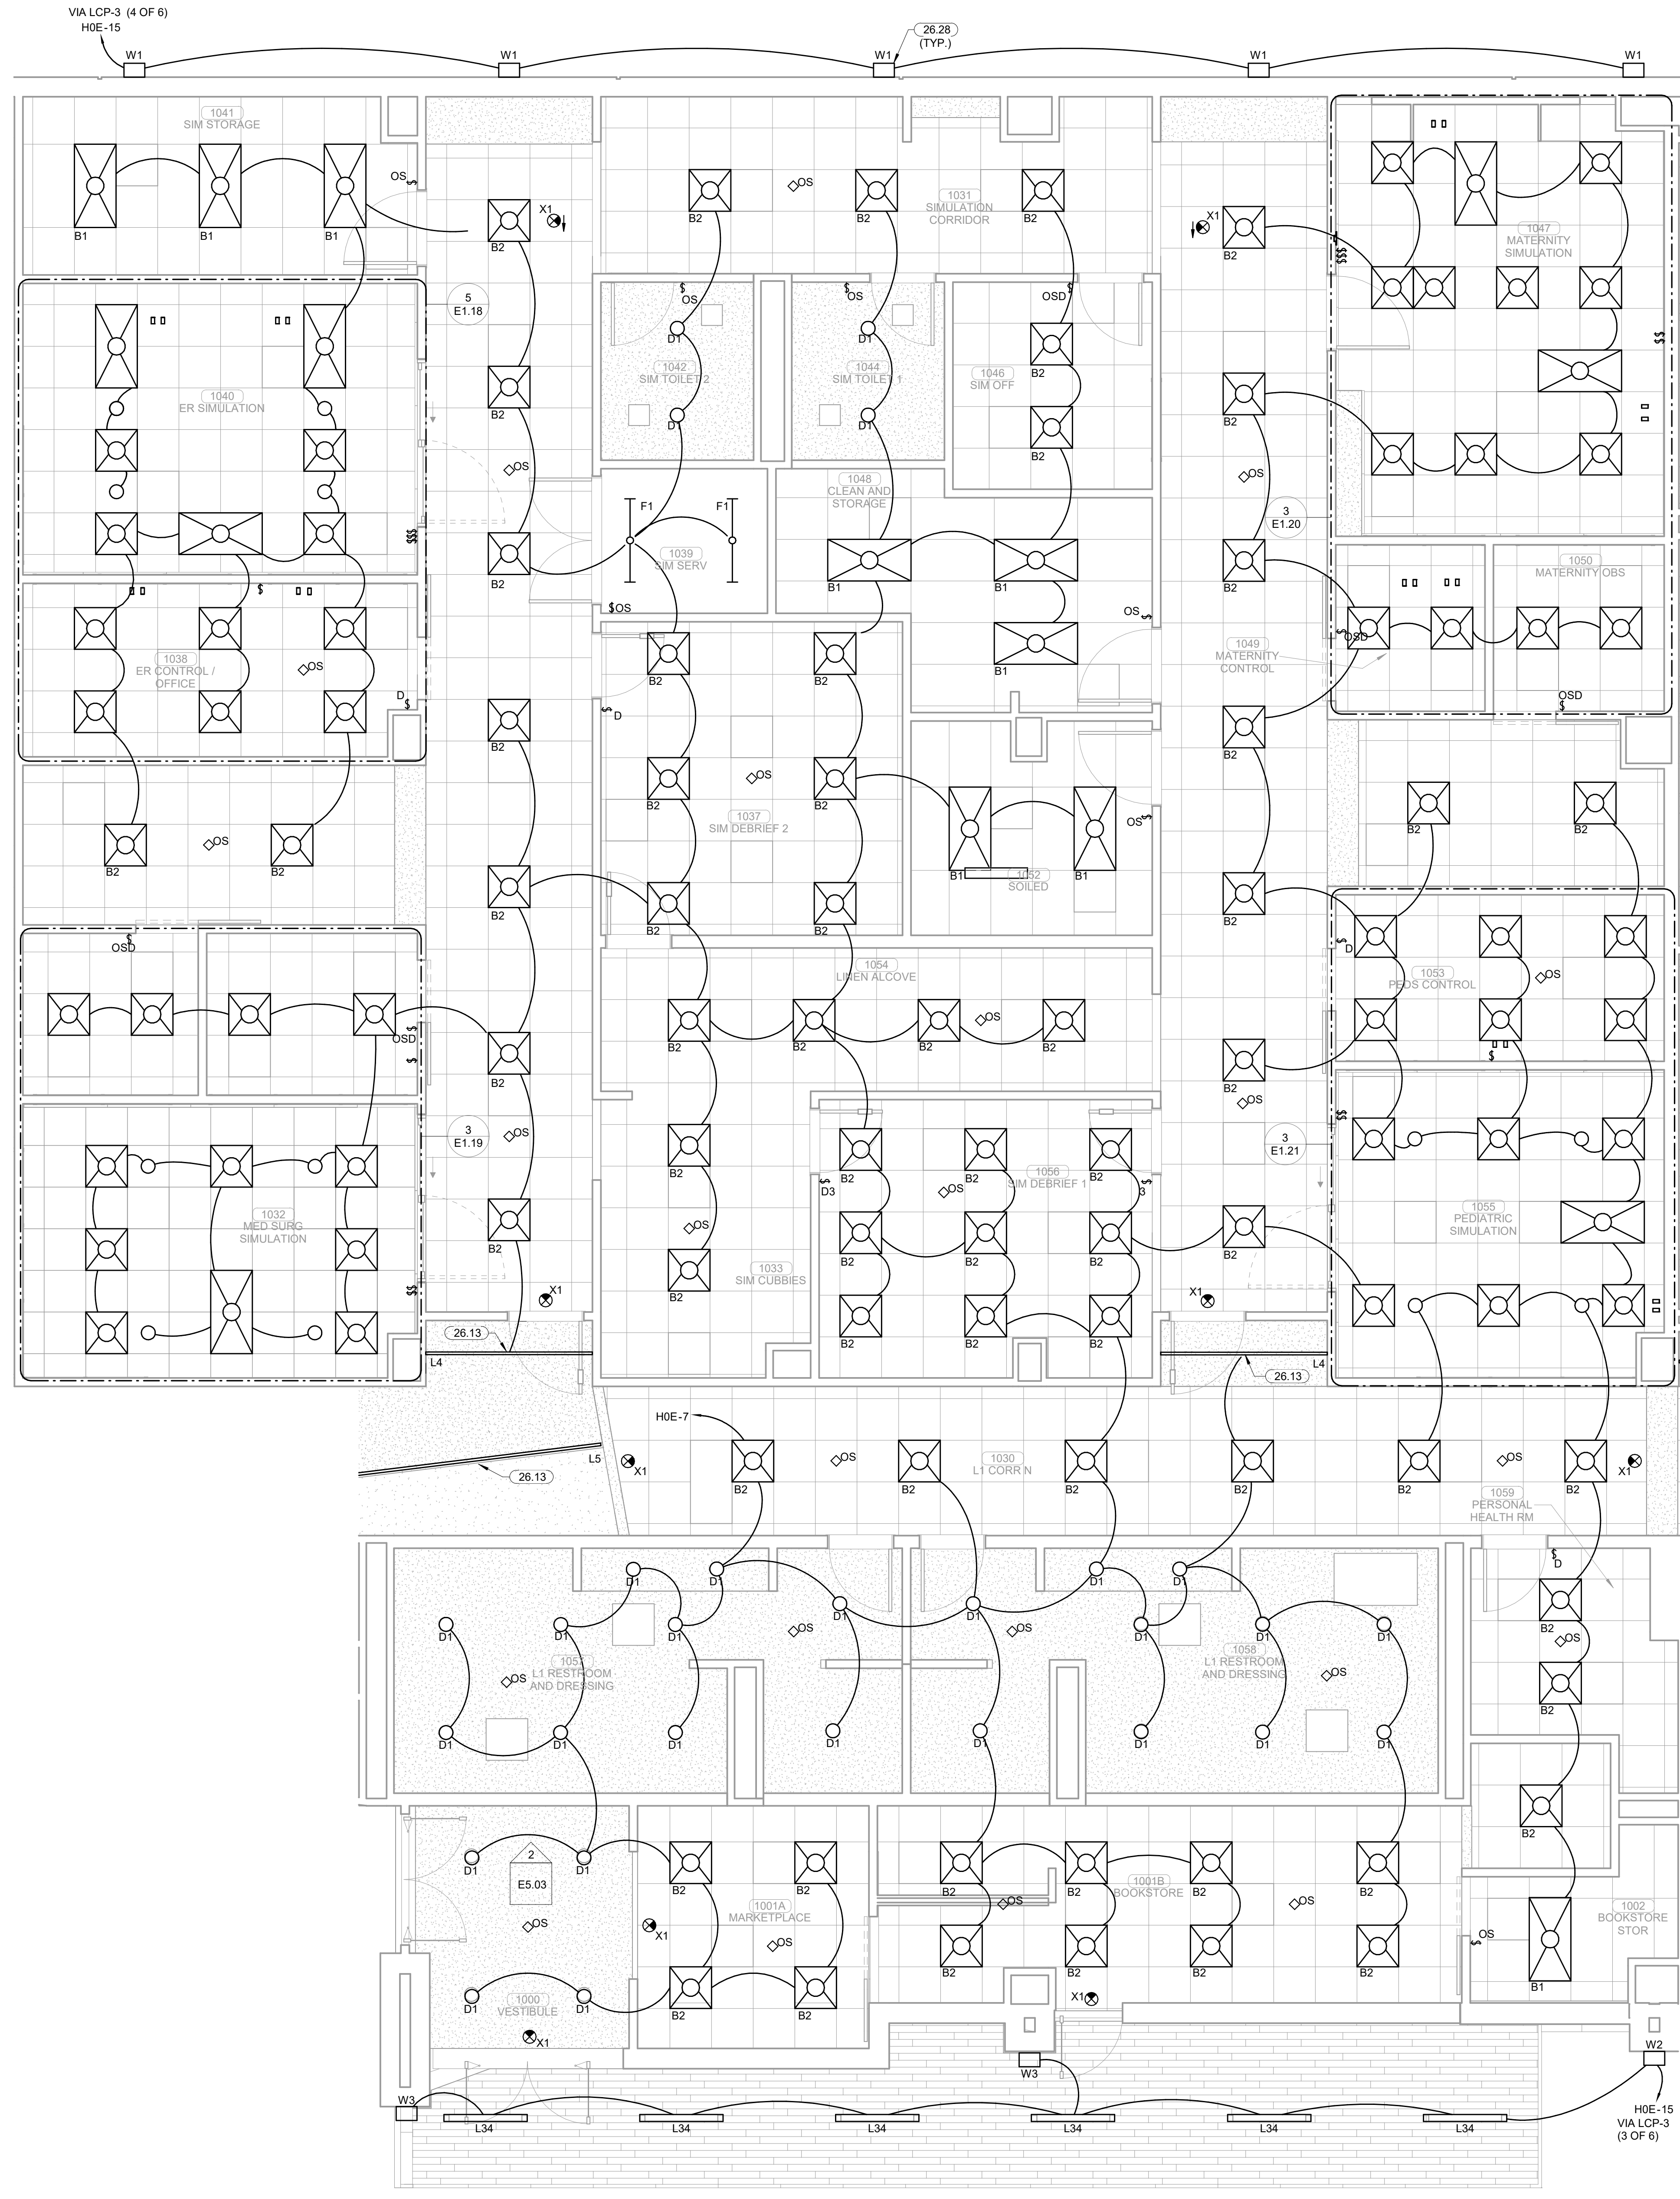 VIA LCP-3 (4 OF 6)
H0E-15
W1
W1
W1
W1
W1
26.28
(TYP.)
1041
SIM STORAGE
OS $
B1
B1
B1
B2
X1
B2
OS
B2
B2
1031
SIMULATION
CORRIDOR
X1
B2
1047
MATERNITY
SIMULATION
$$$
$$
5
E1.18
1040
ER SIMULATION
$$$
B2
OS
B2
$
OS
D1
1042
SIM TOILET 2
D1
$
OS
D1
1044
SIM TOILET 1
D1
$
OSD
B2
1046
SIM OFF
B2
B2
OS
3
E1.20
B2
F1
F1
1039
SIM SERV
$OS
1048
CLEAN AND
STORAGE
B1
B1
B1
OS $
1050
MATERNITY OBS
$
OSD
1049
MATERNITY
CONTROL
OSD
$
$
1038
ER CONTROL /
OFFICE
OS
D
$
B2
B2
B2
$ D
B2
OS
B2
1037
SIM DEBRIEF 2
B2
B2
B2
OS $
B1
B1
1052
SOILED
B2
B2
OS
B2
B2
B2
B2
B2
$
OSD
$
OSD
$
1054
LINEN ALCOVE
B2
B2
B2
OS
B2
$ D
1053
PEDS CONTROL
OS
$
B2
OS
3
E1.19
B2
B2
OS
$$
3
E1.21
1032
MED SURG
SIMULATION
$$
B2
OS
B2
1033
SIM CUBBIES
$
D3
B2
B2
OS
1056
SIM DEBRIEF 1
B2
$
3
B2
B2
B2
B2
B2
B2
B2
1055
PEDIATRIC
SIMULATION
X1
X1
26.13
L4
26.13
L4
H0E-7
L5
26.13
X1
B2
OS
B2
1030
L1 CORR N
B2
B2
B2
OS
B2
X1
1059
PERSONAL
HEALTH RM
$
D
B2
OS
B2
D1
D1
D1
D1
D1
D1
D1
D1
D1
OS
OS
D1
D1
D1
1057
L1 RESTROOM
AND DRESSING
OS
1058
L1 RESTROOM
AND DRESSING
OS
D1
D1
D1
D1
D1
D1
D1
D1
B2
D1
2
E5.03
D1
OS
D1
1000
VESTIBULE
D1
X1
X1
B2
B2
1001A
MARKETPLACE
OS
B2
B2
B2
B2
1001B
BOOKSTORE
B2
B2
OS
OS
B2
B2
B2
B2
X1
1002
BOOKSTORE
STOR
$ OS
B1
W2
W3
W3
L34
L34
L34
L34
L34
L34
H0E-15
VIA LCP-3
(3 OF 6)